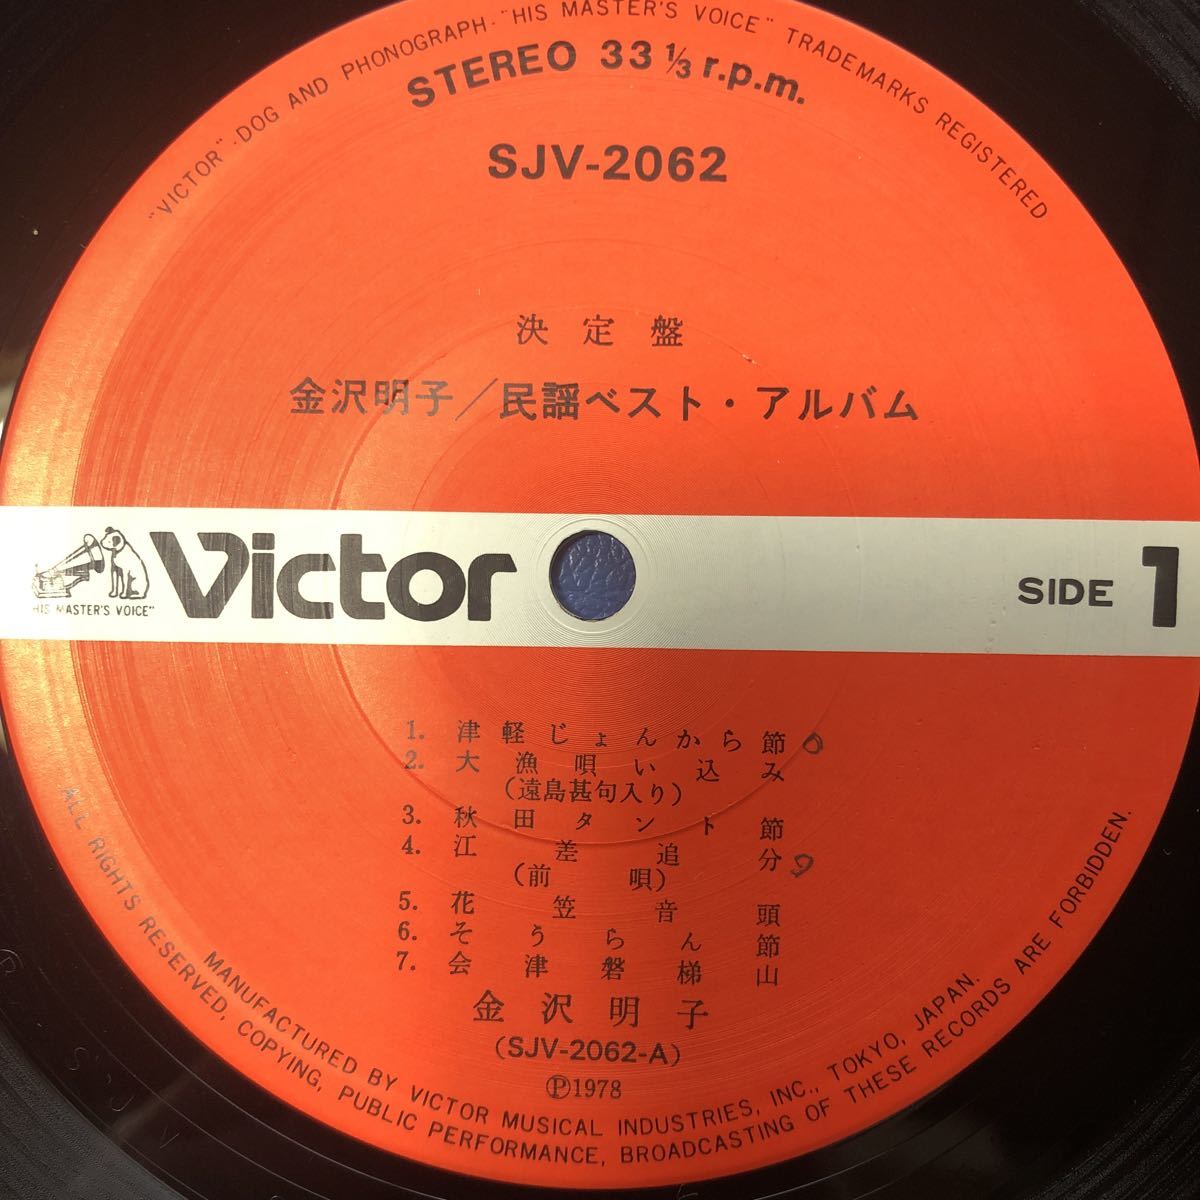 "VICTOR"・DOG AND PHONOGRAPH・"HIS MASTER'S VOICE" TRADEMARKS REGISTERED
STEREO 33 1/3 r.p.m.
SJV-2062
決定盤
金沢明子／民謡ベスト・アルバム
"HIS MASTER'S VOICE"
Victor
SIDE 1
1. 津軽じょんから節
2. 大漁唄い込み
(遠島甚句入り)
3. 秋田タント節
4. 江差追分
(前唄)
5. 花笠音頭
6. そうらん節
7. 会津磐梯山
金沢明子
(SJV-2062-A)
Ⓟ1978
MANUFACTURED BY VICTOR MUSICAL INDUSTRIES, INC., TOKYO, JAPAN.
ALL RIGHTS RESERVED, COPYING, PUBLIC PERFORMANCE, BROADCASTING OF THESE RECORDS ARE FORBIDDEN.